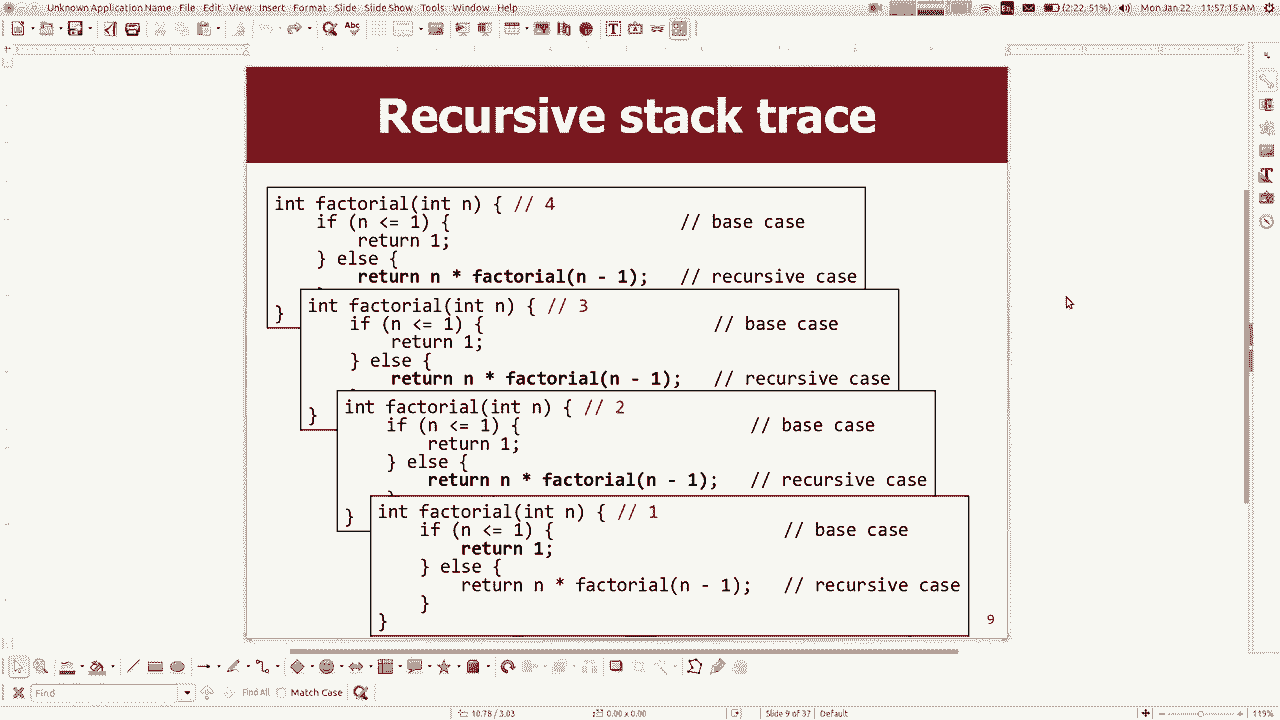 Unknown Application Name File Edit View Insert Format Slide Slide Show Tools Window Help
En (2:22, 51%) Mon Jan 22 11:57:15 AM
Abc
Recursive stack trace
int factorial(int n) { // 4
if (n <= 1) { // base case
return 1;
} else {
return n * factorial(n - 1); // recursive case
}
int factorial(int n) { // 3
if (n <= 1) { // base case
return 1;
} else {
return n * factorial(n - 1); // recursive case
}
int factorial(int n) { // 2
if (n <= 1) { // base case
return 1;
} else {
return n * factorial(n - 1); // recursive case
}
int factorial(int n) { // 1
if (n <= 1) { // base case
return 1;
} else {
return n * factorial(n - 1); // recursive case
}
}
9
Find Find All Match Case
10.78 / 3.03 0.00 x 0.00 Slide 9 of 37 Default 119%